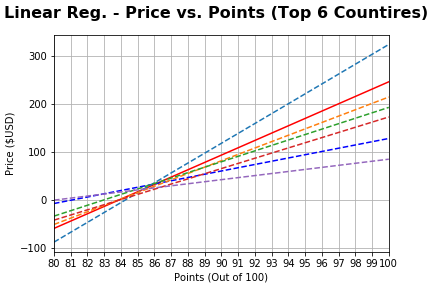 Linear Reg. - Price vs. Points (Top 6 Countires)
Price ($USD)
300
200
100
0
−100
80 81 82 83 84 85 86 87 88 89 90 91 92 93 94 95 96 97 98 99 100
Points (Out of 100)